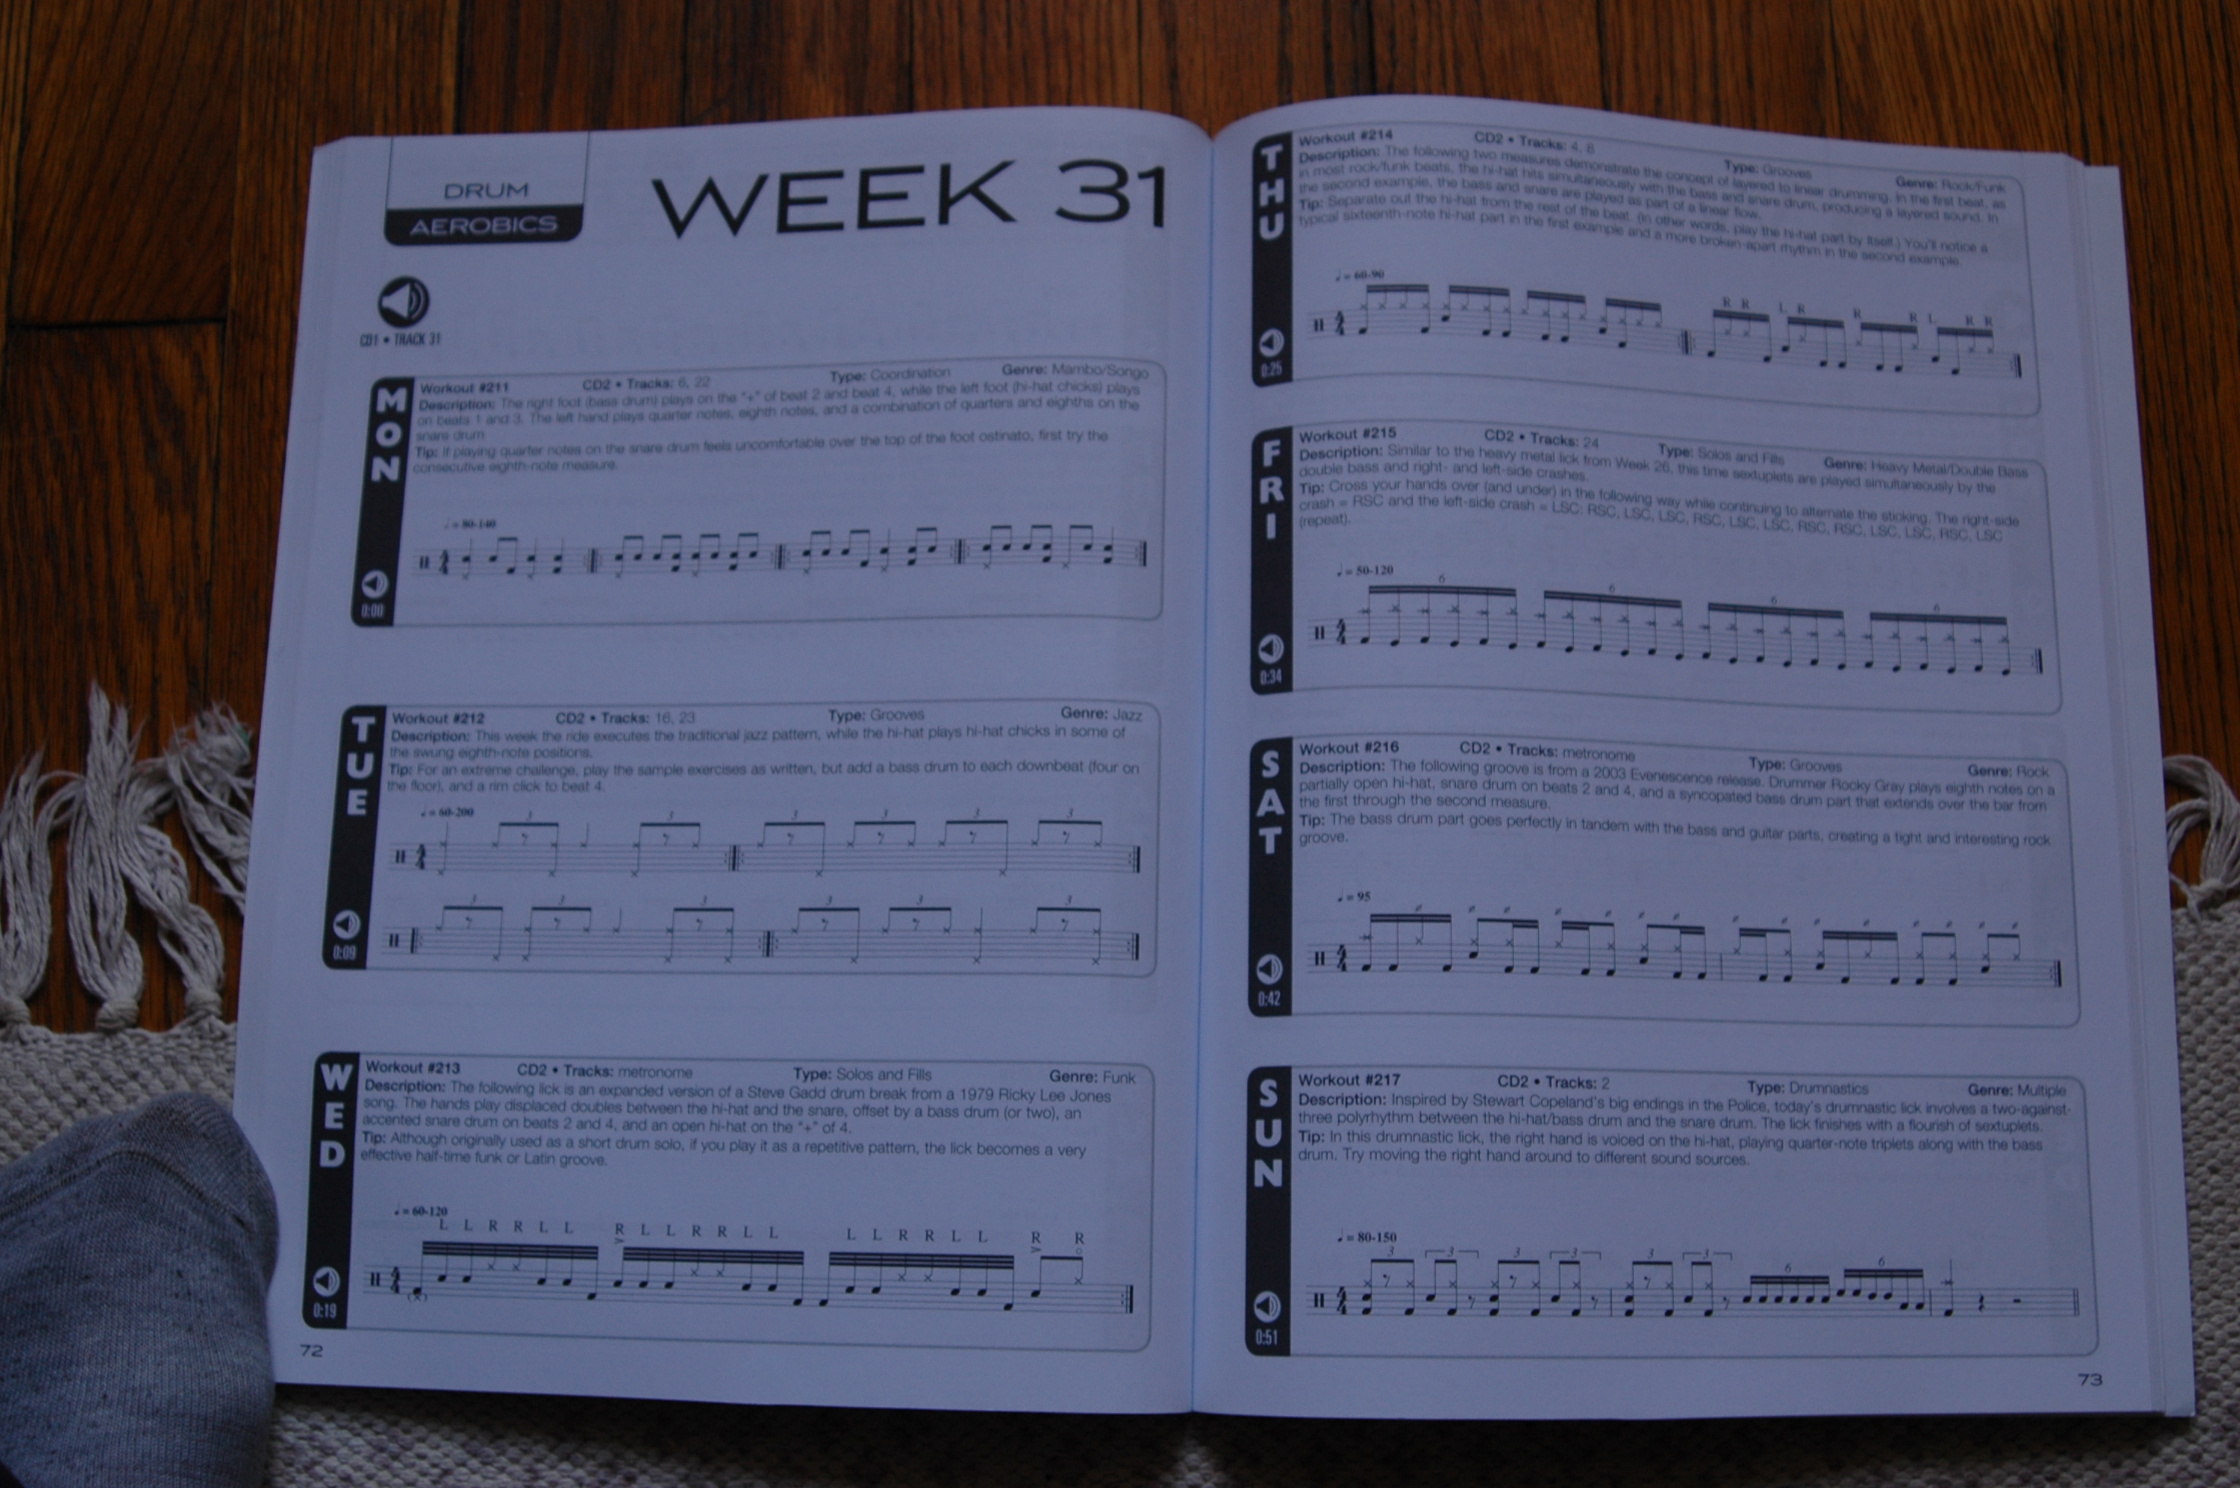 DRUM
AEROBICS
WEEK 31
CD1 • TRACK 31
MON
0:00
Workout #211 CD2 • Tracks: 6, 22 Type: Coordination Genre: Mambo/Songo
Description: The right foot (bass drum) plays on the "+" of beat 2 and beat 4, while the left foot (hi-hat chicks) plays
on beats 1 and 3. The left hand plays quarter notes, eighth notes, and a combination of quarters and eighths on the
snare drum
Tip: If playing quarter notes on the snare drum feels uncomfortable over the top of the foot ostinato, first try the
consecutive eighth-note measure.
♩ = 80-140
TUE
0:09
Workout #212 CD2 • Tracks: 16, 23 Type: Grooves Genre: Jazz
Description: This week the ride executes the traditional jazz pattern, while the hi-hat plays hi-hat chicks in some of
the swung eighth-note positions.
Tip: For an extreme challenge, play the sample exercises as written, but add a bass drum to each downbeat (four on
the floor), and a rim click to beat 4.
♩ = 60-200
3 3 3 3 3 3
3 3 3 3 3 3
WED
0:19
Workout #213 CD2 • Tracks: metronome Type: Solos and Fills Genre: Funk
Description: The following lick is an expanded version of a Steve Gadd drum break from a 1979 Ricky Lee Jones
song. The hands play displaced doubles between the hi-hat and the snare, offset by a bass drum (or two), an
accented snare drum on beats 2 and 4, and an open hi-hat on the "+" of 4.
Tip: Although originally used as a short drum solo, if you play it as a repetitive pattern, the lick becomes a very
effective half-time funk or Latin groove.
♩ = 60-120
L L R R L L R L L R R L L L L R R L L R R
72
THU
0:25
Workout #214 CD2 • Tracks: 4, 8 Type: Grooves Genre: Rock/Funk
Description: The following two measures demonstrate the concept of layered to linear drumming. In the first beat, as
in most rock/funk beats, the hi-hat hits simultaneously with the bass and snare drum, producing a layered sound. In
the second example, the bass and snare are played as part of a linear flow.
Tip: Separate out the hi-hat from the rest of the beat. (In other words, play the hi-hat part by itself.) You'll notice a
typical sixteenth-note hi-hat part in the first example and a more broken-apart rhythm in the second example.
♩ = 60-90
R R L R R R L R R
FRI
0:34
Workout #215 CD2 • Tracks: 24 Type: Solos and Fills Genre: Heavy Metal/Double Bass
Description: Similar to the heavy metal lick from Week 26, this time sextuplets are played simultaneously by the
double bass and right- and left-side crashes.
Tip: Cross your hands over (and under) in the following way while continuing to alternate the sticking. The right-side
crash = RSC and the left-side crash = LSC: RSC, LSC, RSC, LSC, RSC, LSC, RSC, LSC, RSC, LSC, RSC, LSC
(repeat).
♩ = 50-120
6 6 6 6
SAT
0:42
Workout #216 CD2 • Tracks: metronome Type: Grooves Genre: Rock
Description: The following groove is from a 2003 Evenescence release. Drummer Rocky Gray plays eighth notes on a
partially open hi-hat, snare drum on beats 2 and 4, and a syncopated bass drum part that extends over the bar from
the first through the second measure.
Tip: The bass drum part goes perfectly in tandem with the bass and guitar parts, creating a tight and interesting rock
groove.
♩ = 95
SUN
0:51
Workout #217 CD2 • Tracks: 2 Type: Drumnastics Genre: Multiple
Description: Inspired by Stewart Copeland's big endings in the Police, today's drumnastic lick involves a two-against-
three polyrhythm between the hi-hat/bass drum and the snare drum. The lick finishes with a flourish of sextuplets.
Tip: In this drumnastic lick, the right hand is voiced on the hi-hat, playing quarter-note triplets along with the bass
drum. Try moving the right hand around to different sound sources.
♩ = 80-150
3 3 3 3 3 3 6 6
73